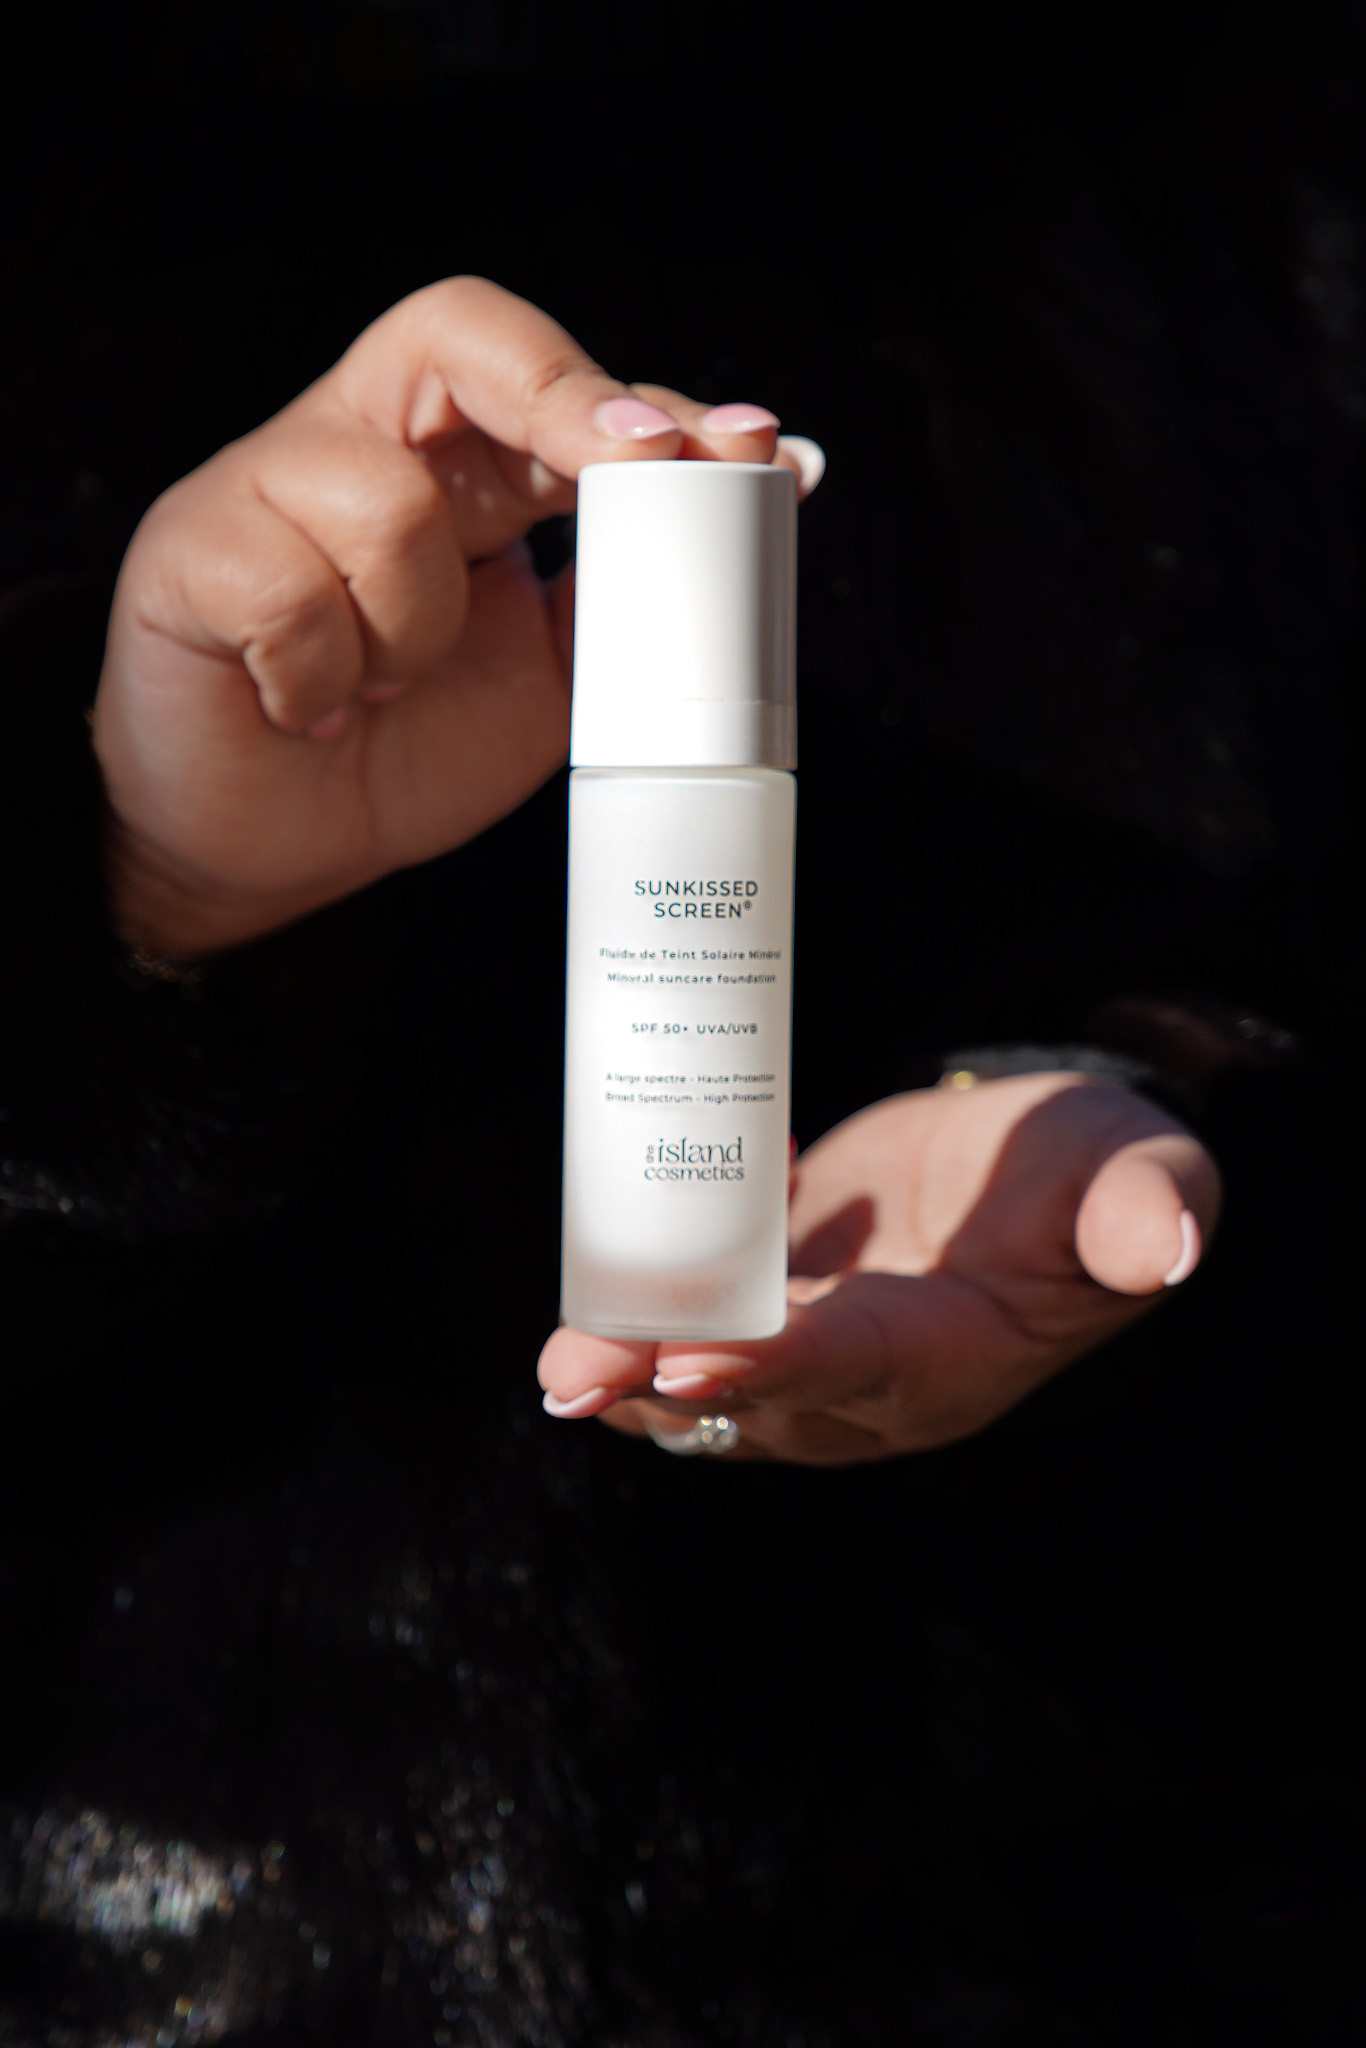 SUNKISSED
SCREEN®
Fluide de Teint Solaire Minéral
Mineral suncare foundation
SPF 50+ UVA/UVB
A large spectre - Haute Protection
Broad Spectrum - High Protection
the island
cosmetics